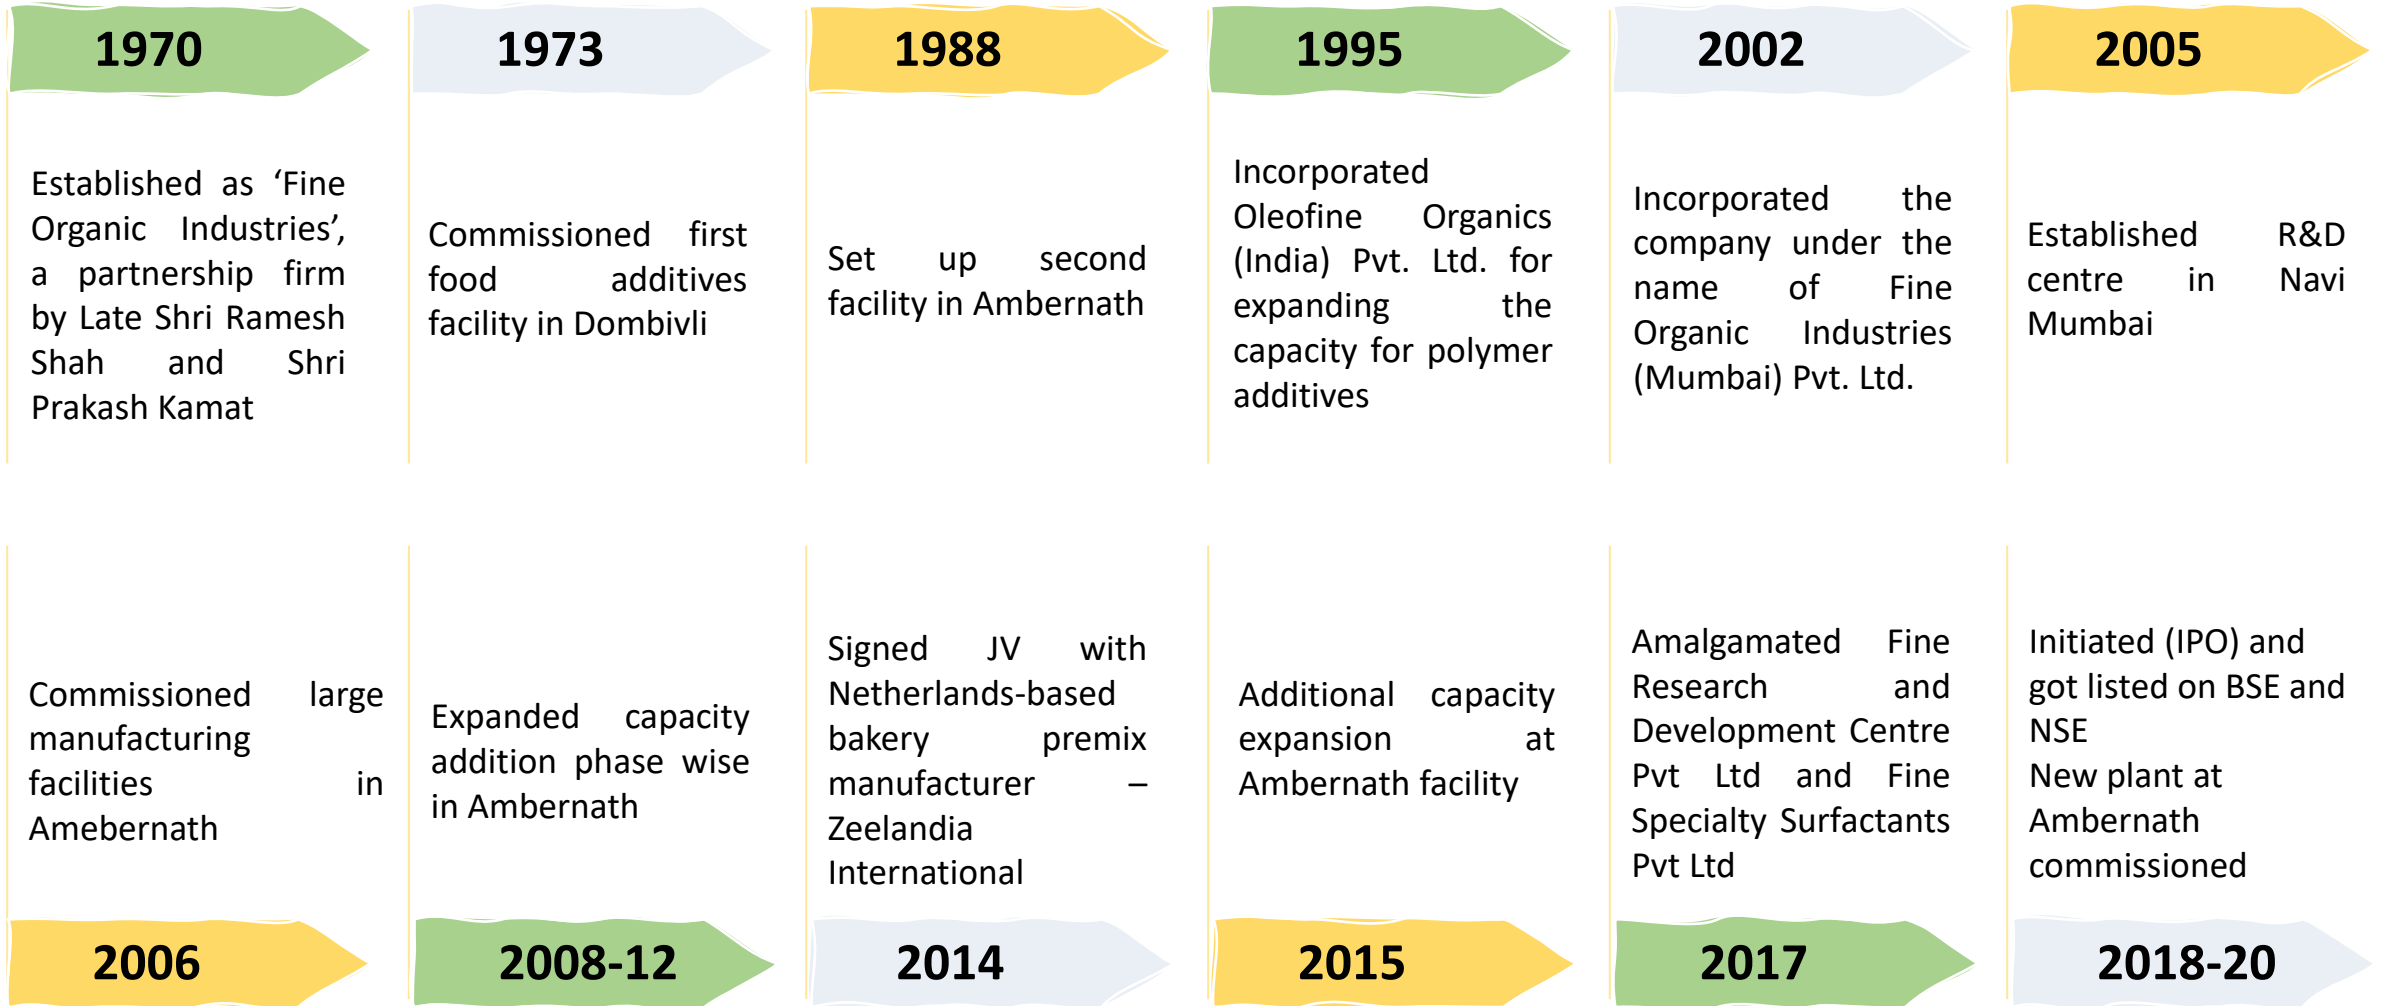 1970
Established as ‘Fine
Organic Industries’,
a partnership firm
by Late Shri Ramesh
Shah and Shri
Prakash Kamat
1973
Commissioned first
food additives
facility in Dombivli
1988
Set up second
facility in Ambernath
1995
Incorporated
Oleofine Organics
(India) Pvt. Ltd. for
expanding the
capacity for polymer
additives
2002
Incorporated the
company under the
name of Fine
Organic Industries
(Mumbai) Pvt. Ltd.
2005
Established R&D
centre in Navi
Mumbai
Commissioned large
manufacturing
facilities in
Amebernath
2006
Expanded capacity
addition phase wise
in Ambernath
2008-12
Signed JV with
Netherlands-based
bakery premix
manufacturer –
Zeelandia
International
2014
Additional capacity
expansion at
Ambernath facility
2015
Amalgamated Fine
Research and
Development Centre
Pvt Ltd and Fine
Specialty Surfactants
Pvt Ltd
2017
Initiated (IPO) and
got listed on BSE and
NSE
New plant at
Ambernath
commissioned
2018-20